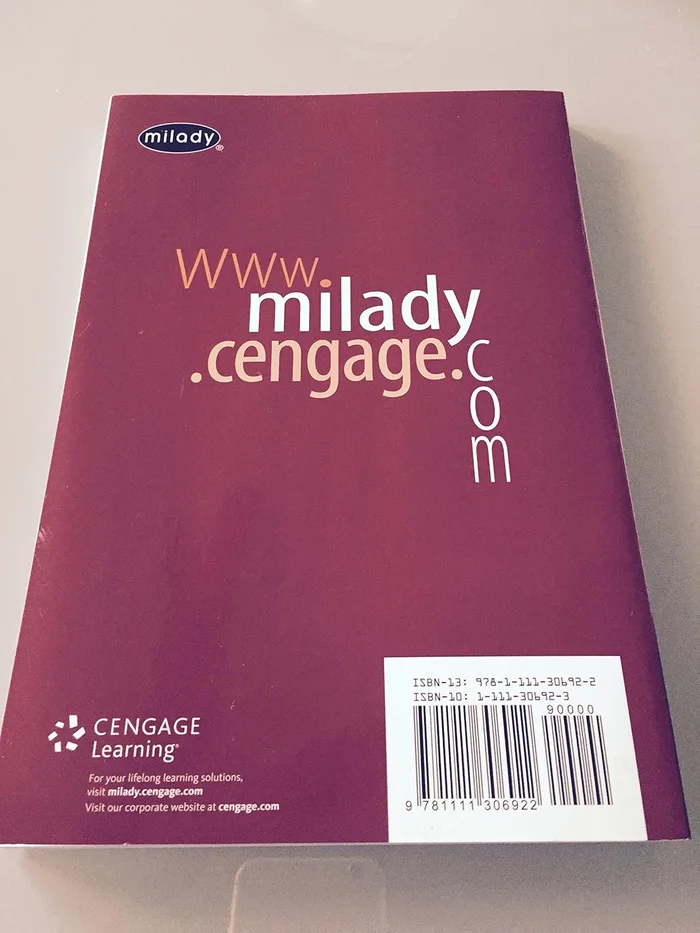 milady®
www.
milady
.cengage.
com
CENGAGE
Learning®
For your lifelong learning solutions,
visit milady.cengage.com
Visit our corporate website at cengage.com
ISBN-13: 978-1-111-30692-2
ISBN-10: 1-111-30692-3
90000
9 781111 306922